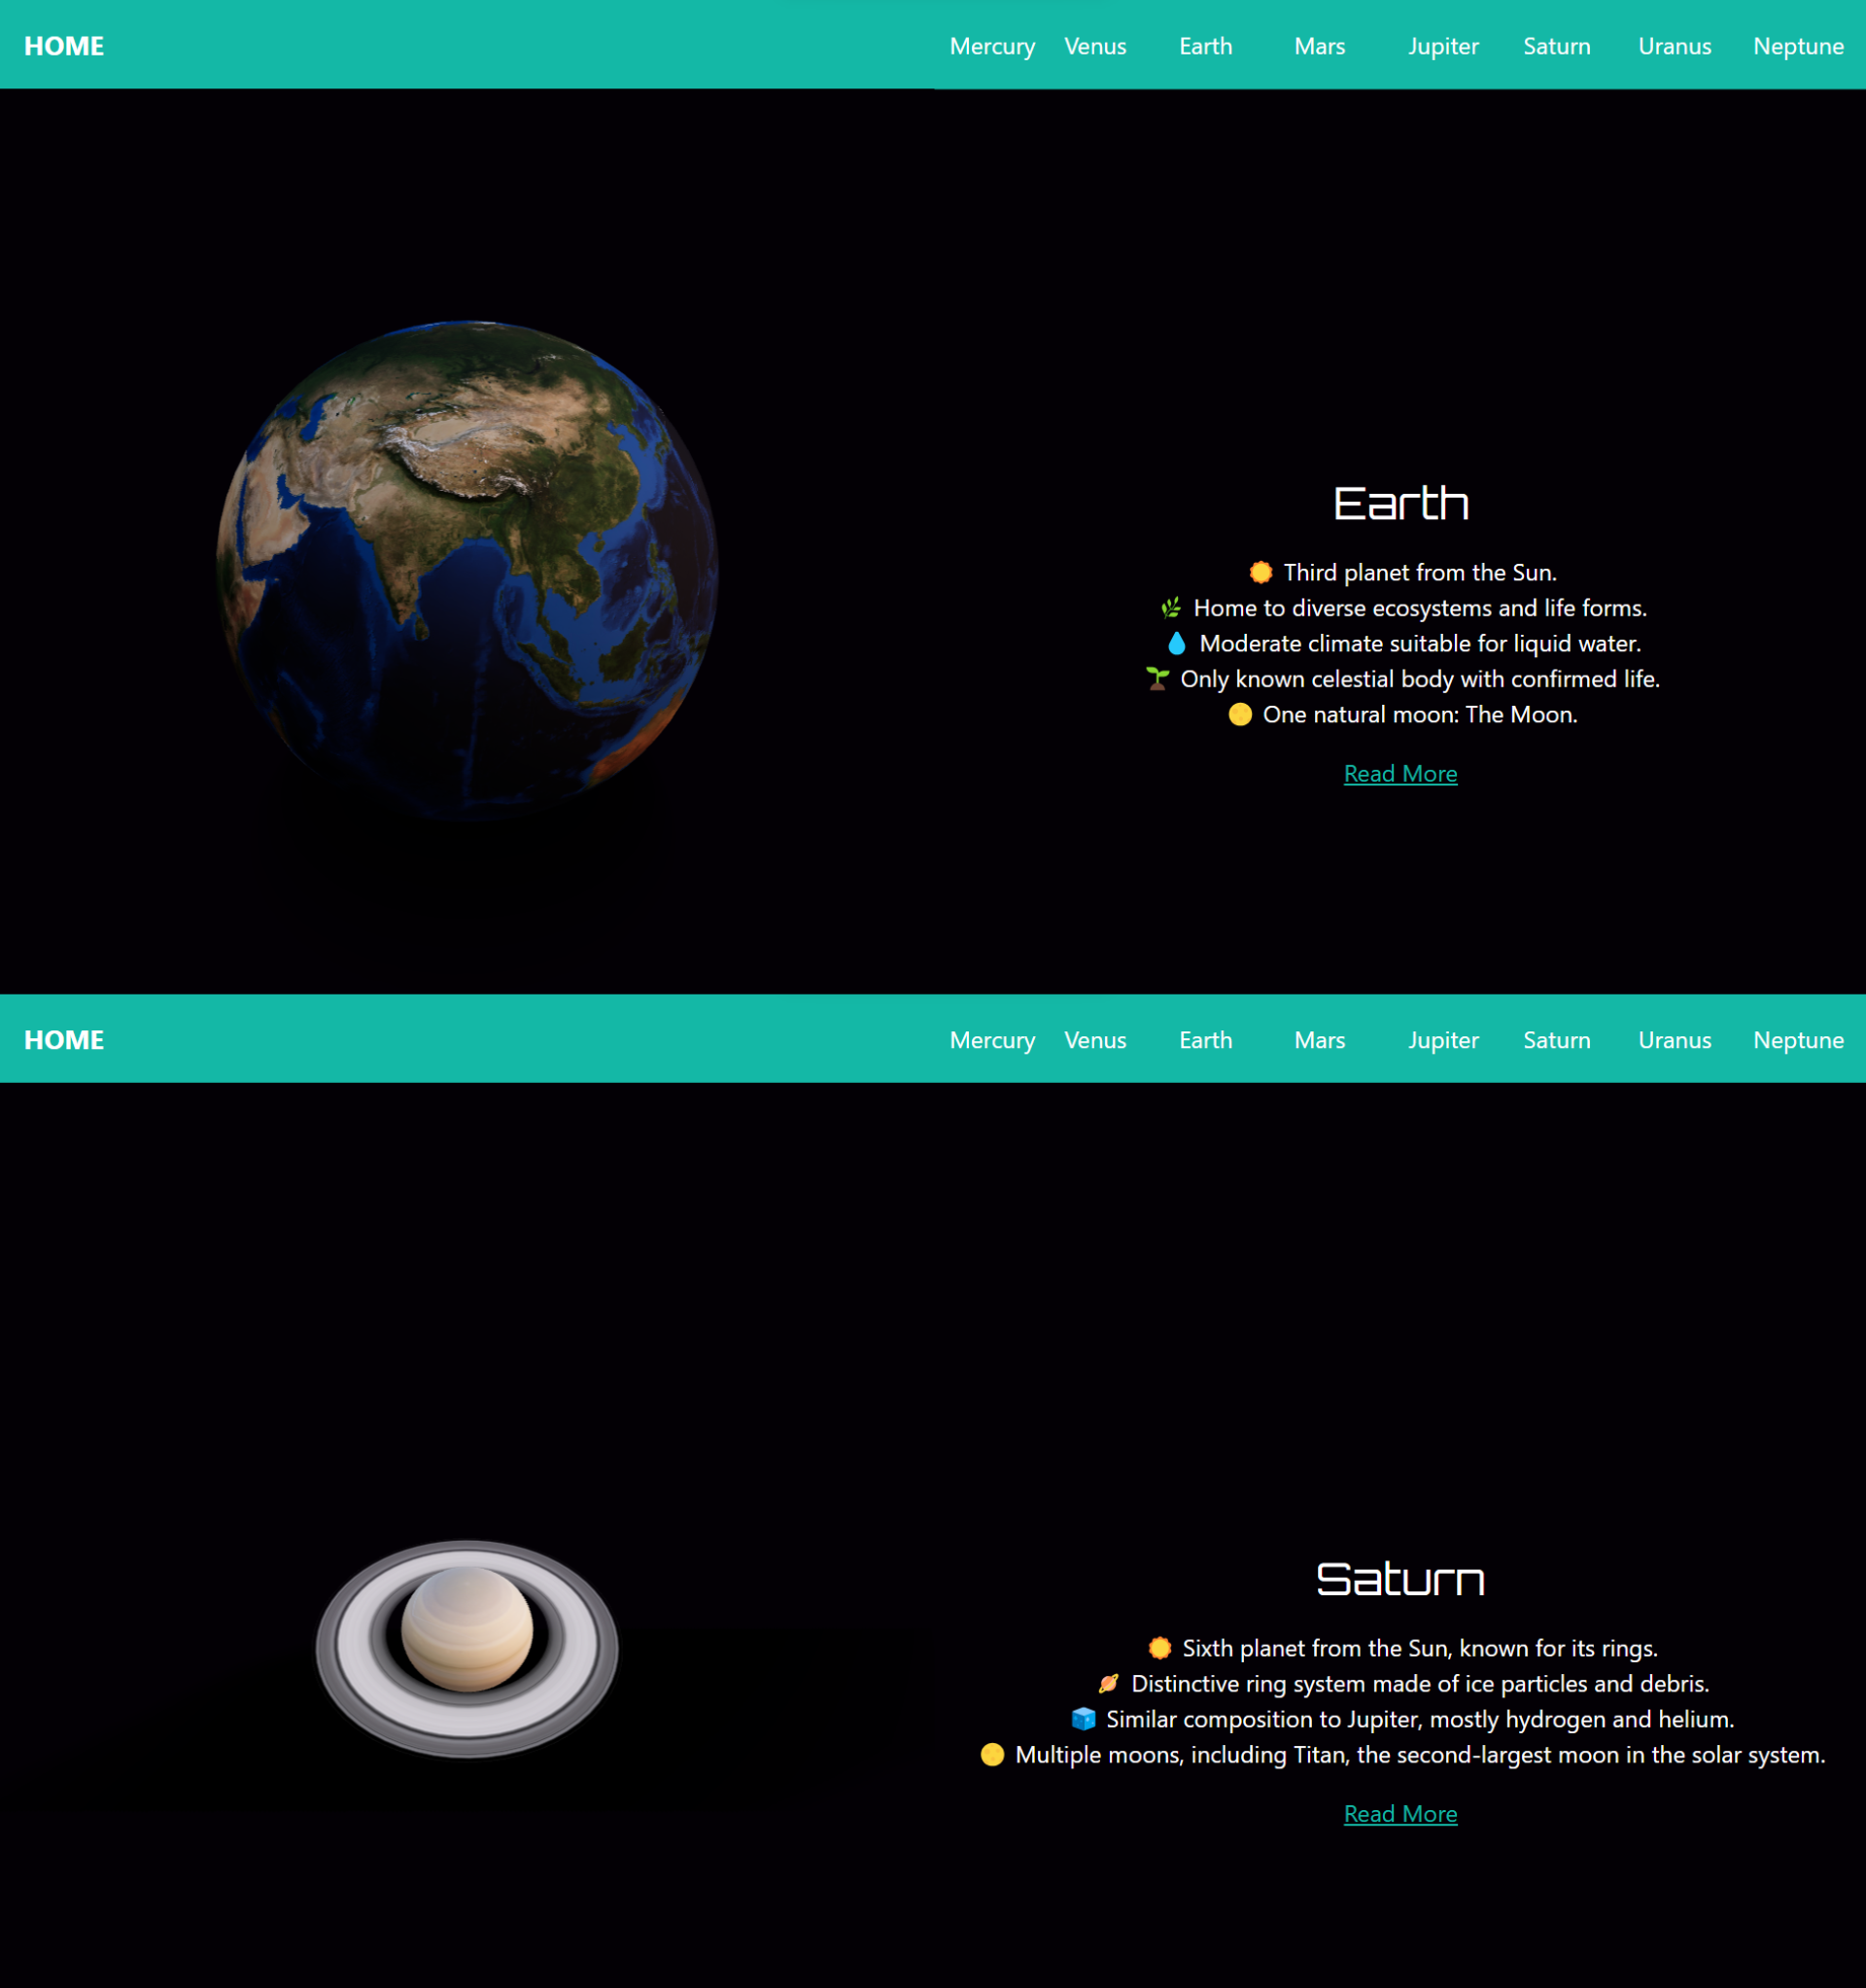 HOME Mercury Venus Earth Mars Jupiter Saturn Uranus Neptune
Earth
☀️ Third planet from the Sun.
🌿 Home to diverse ecosystems and life forms.
💧 Moderate climate suitable for liquid water.
🌱 Only known celestial body with confirmed life.
🌕 One natural moon: The Moon.
Read More
HOME Mercury Venus Earth Mars Jupiter Saturn Uranus Neptune
Saturn
☀️ Sixth planet from the Sun, known for its rings.
🪐 Distinctive ring system made of ice particles and debris.
🧊 Similar composition to Jupiter, mostly hydrogen and helium.
🌕 Multiple moons, including Titan, the second-largest moon in the solar system.
Read More